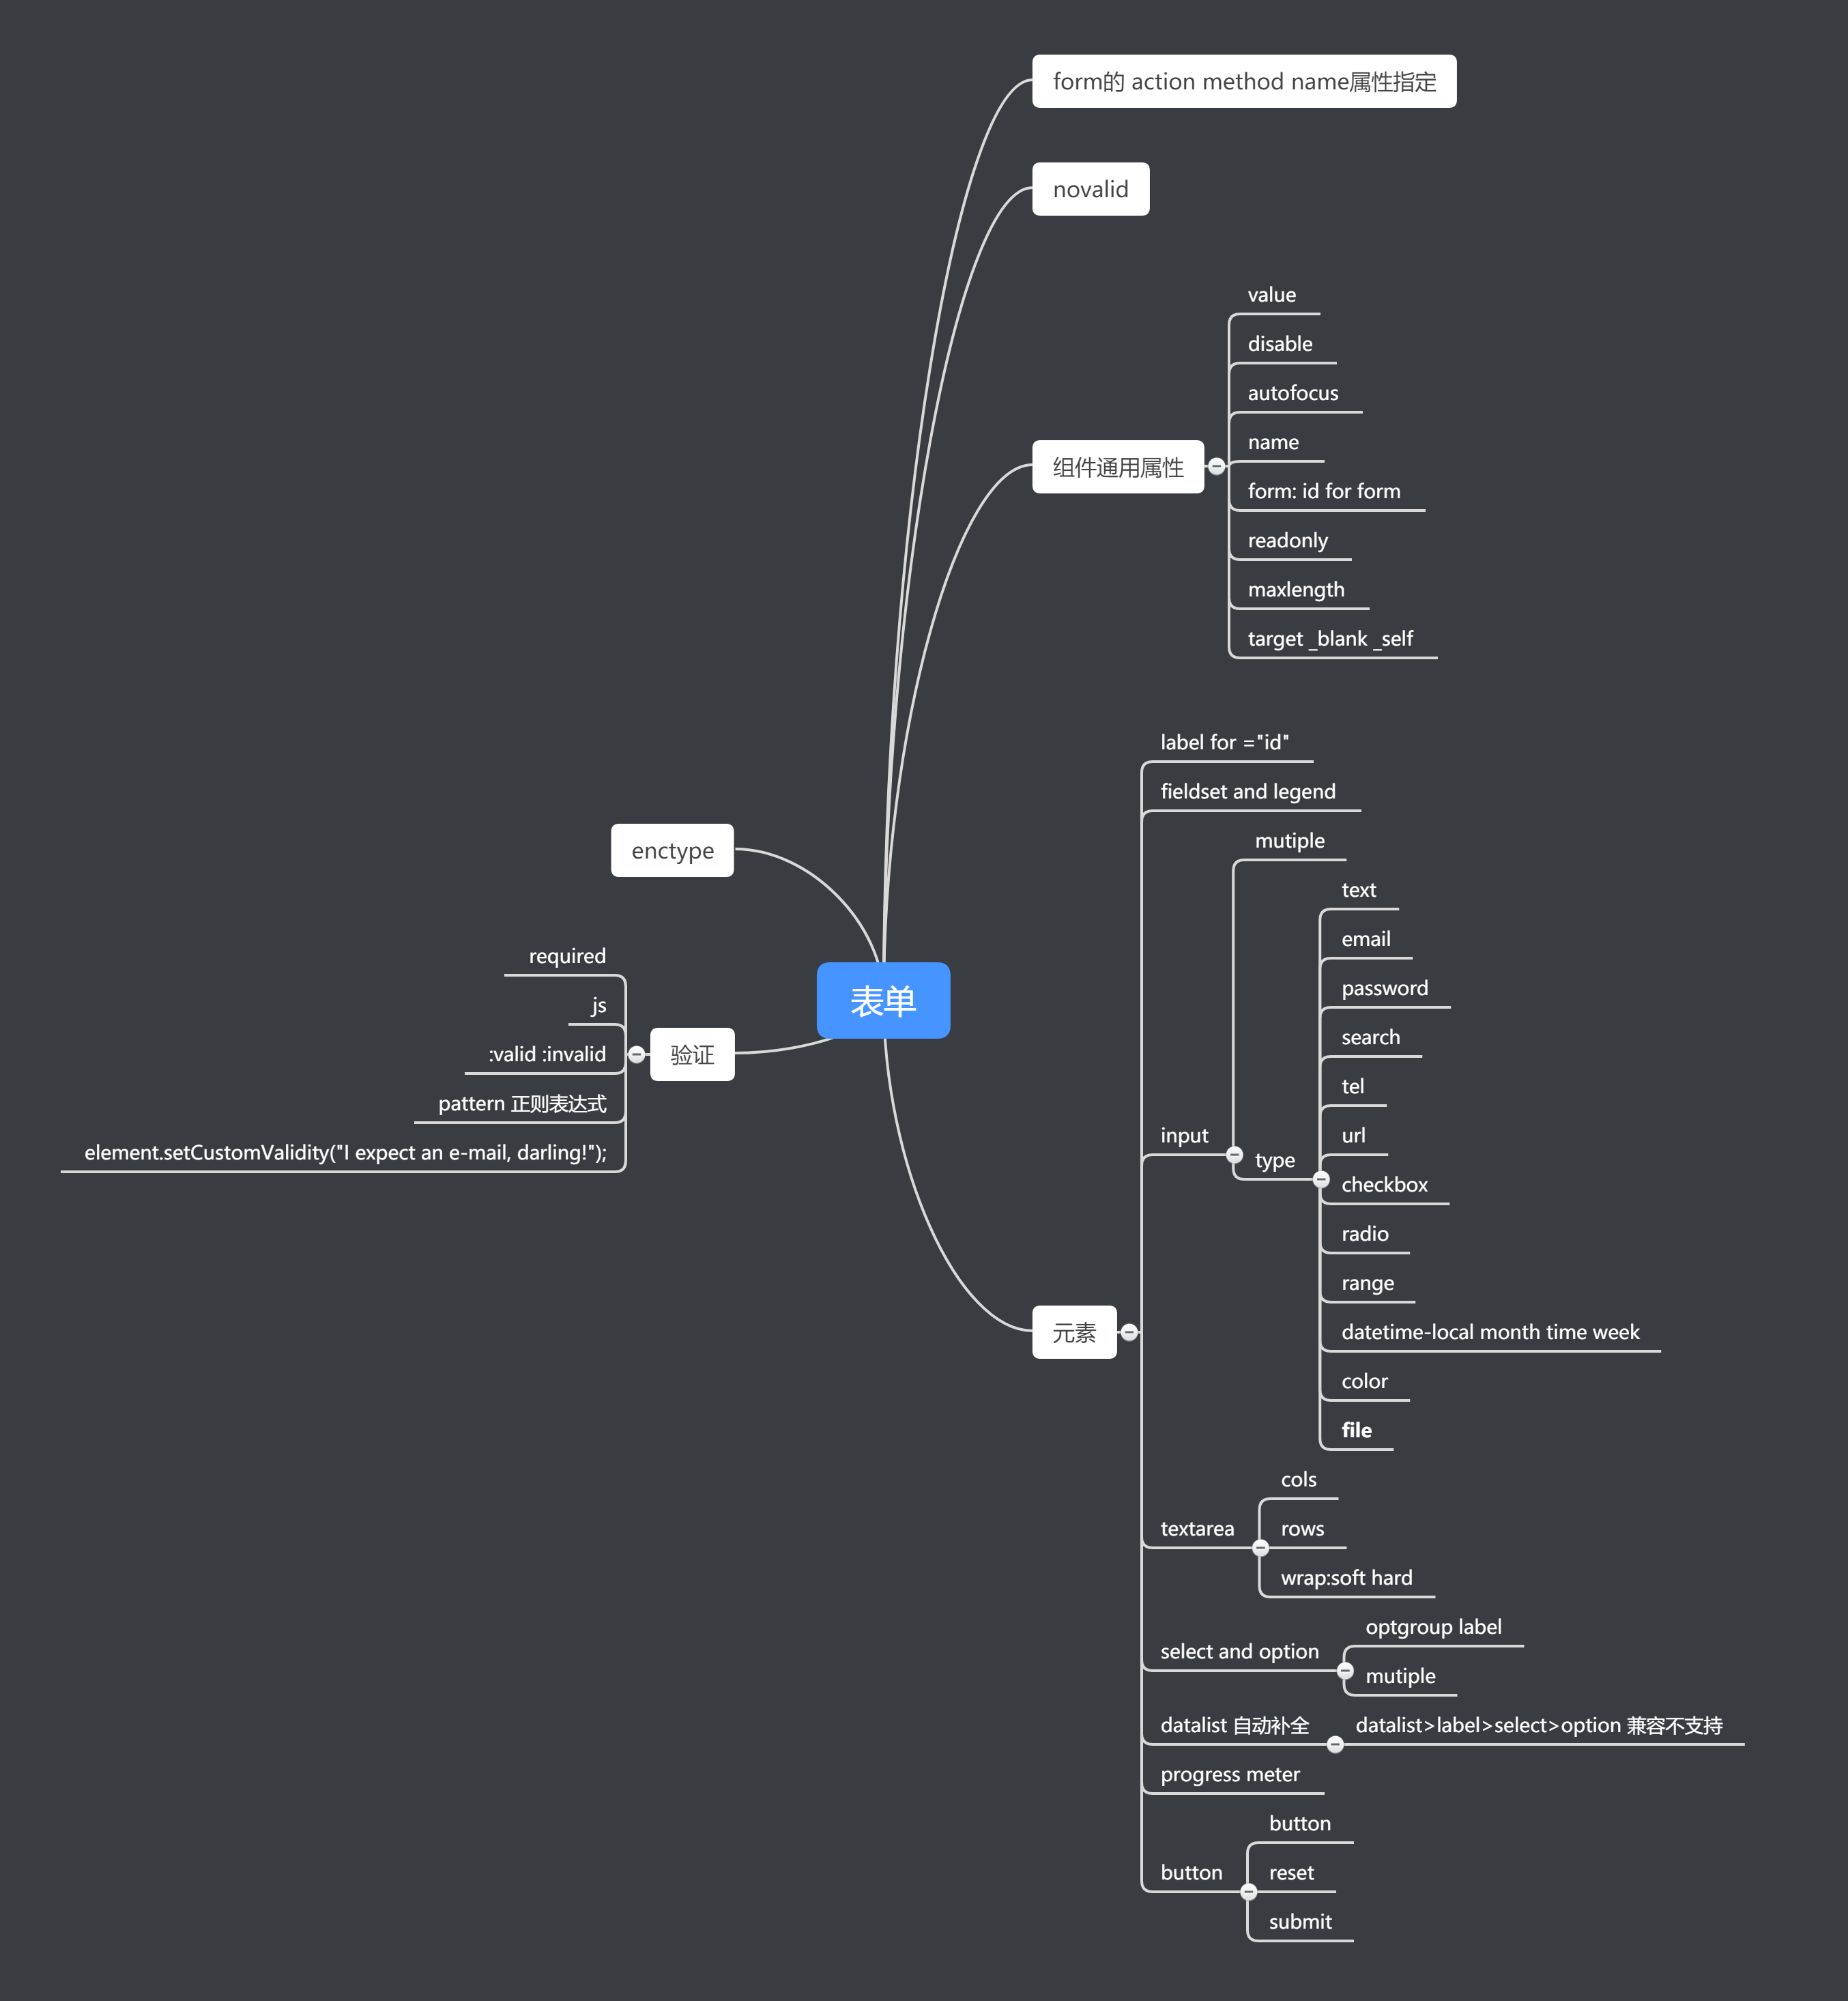 表单
form的 action method name属性指定
novalid
组件通用属性
value
disable
autofocus
name
form: id for form
readonly
maxlength
target _blank _self
元素
label for ="id"
fieldset and legend
input
mutiple
type
text
email
password
search
tel
url
checkbox
radio
range
datetime-local month time week
color
file
textarea
cols
rows
wrap:soft hard
select and option
optgroup label
mutiple
datalist 自动补全
datalist>label>select>option 兼容不支持
progress meter
button
button
reset
submit
enctype
验证
required
js
:valid :invalid
pattern 正则表达式
element.setCustomValidity("I expect an e-mail, darling!");